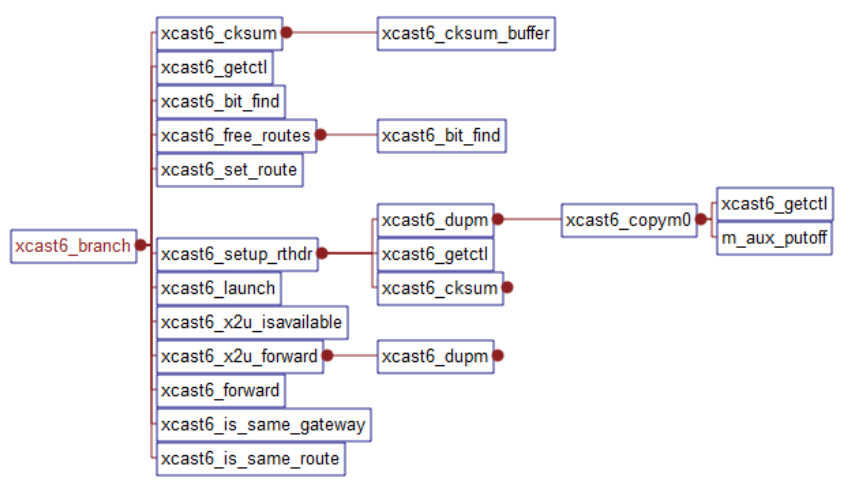 xcast6_cksum
xcast6_cksum_buffer
xcast6_getctl
xcast6_bit_find
xcast6_free_routes
xcast6_bit_find
xcast6_set_route
xcast6_branch
xcast6_setup_rthdr
xcast6_dupm
xcast6_copym0
xcast6_getctl
m_aux_putoff
xcast6_getctl
xcast6_cksum
xcast6_launch
xcast6_x2u_isavailable
xcast6_x2u_forward
xcast6_dupm
xcast6_forward
xcast6_is_same_gateway
xcast6_is_same_route